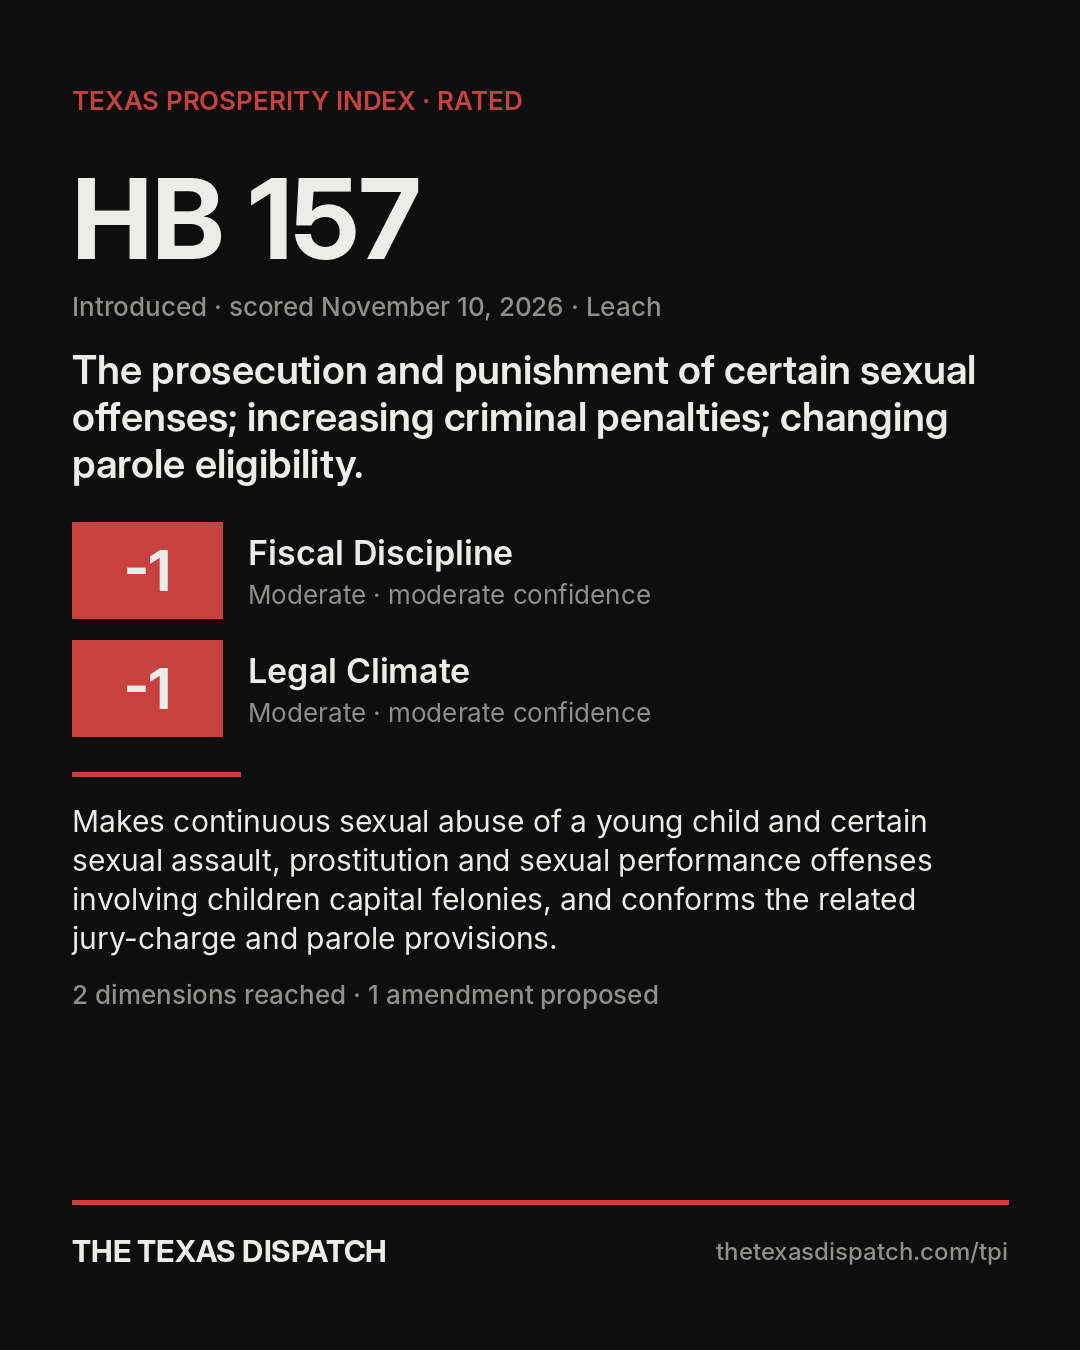 TEXAS PROSPERITY INDEX · RATED
HB 157
Introduced · scored November 10, 2026 · Leach
The prosecution and punishment of certain sexual
offenses; increasing criminal penalties; changing
parole eligibility.
-1
Fiscal Discipline
Moderate · moderate confidence
-1
Legal Climate
Moderate · moderate confidence
Makes continuous sexual abuse of a young child and certain
sexual assault, prostitution and sexual performance offenses
involving children capital felonies, and conforms the related
jury-charge and parole provisions.
2 dimensions reached · 1 amendment proposed
THE TEXAS DISPATCH
thetexasdispatch.com/tpi